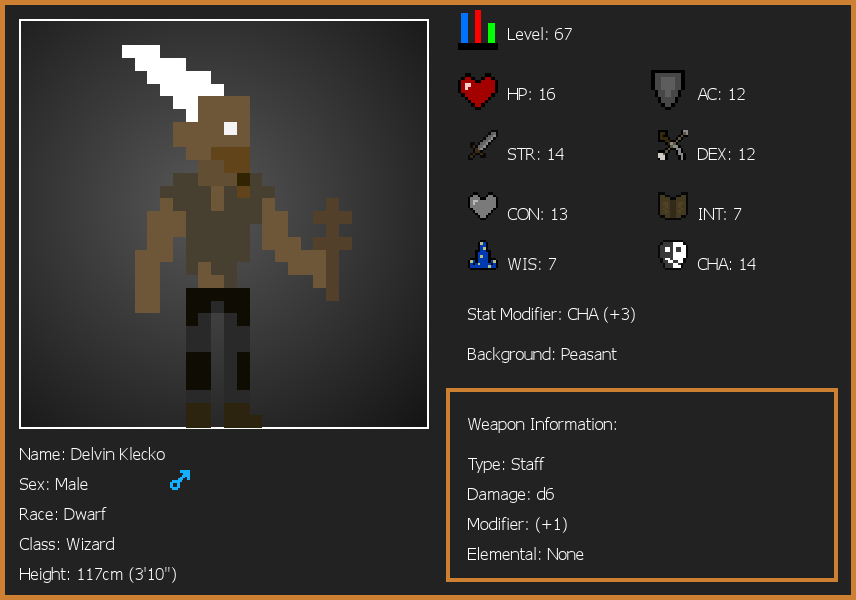 Level: 67
HP: 16
AC: 12
STR: 14
DEX: 12
CON: 13
INT: 7
WIS: 7
CHA: 14
Stat Modifier: CHA (+3)
Background: Peasant
Weapon Information:
Type: Staff
Damage: d6
Modifier: (+1)
Elemental: None
Name: Delvin Klecko
Sex: Male
Race: Dwarf
Class: Wizard
Height: 117cm (3'10")